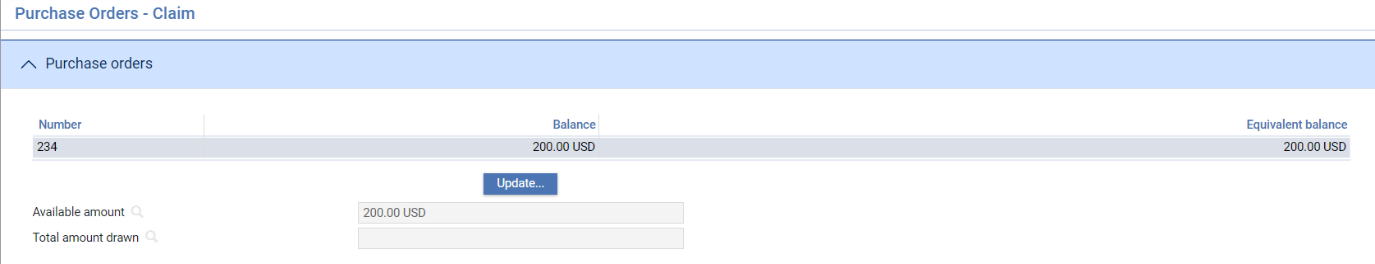 Purchase Orders - Claim
Purchase orders
Number Balance Equivalent balance
234 200.00 USD 200.00 USD
Update...
Available amount 200.00 USD
Total amount drawn